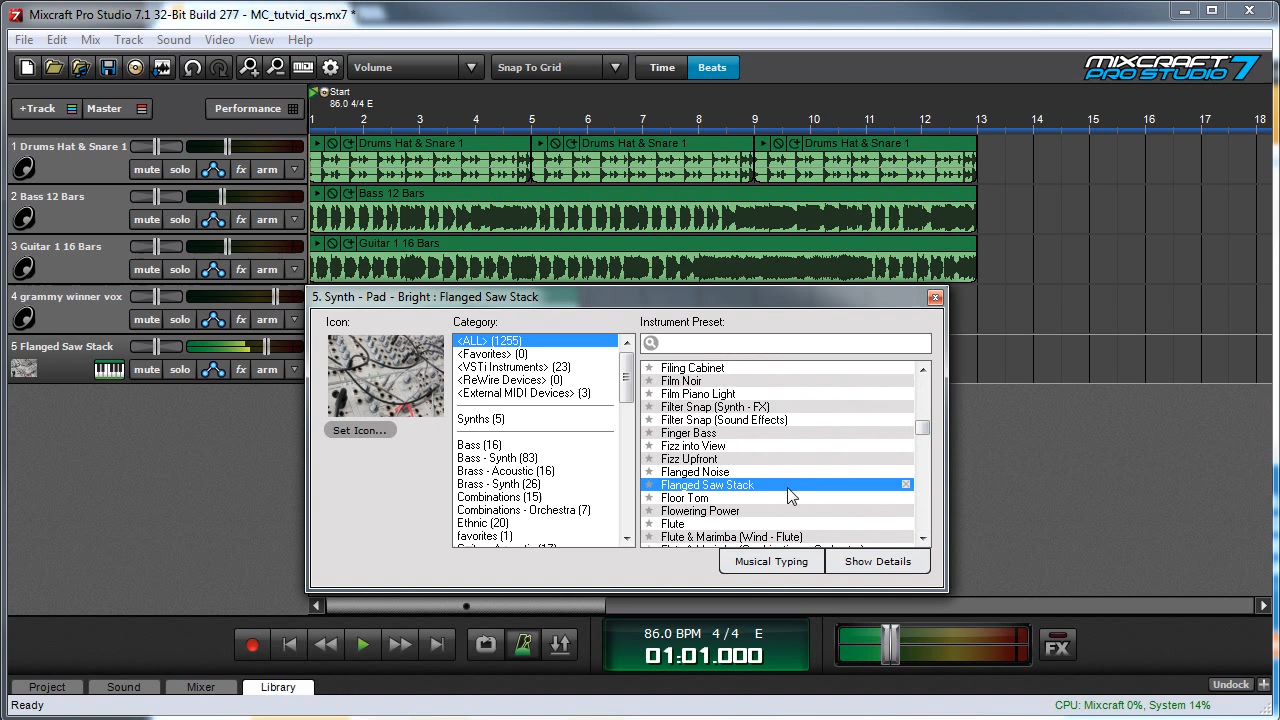 Mixcraft Pro Studio 7.1 32-Bit Build 277 - MC_tutvid_qs.mx7 *
File Edit Mix Track Sound Video View Help
Volume Snap To Grid Time Beats MIXCRAFT PRO STUDIO 7
+Track Master Performance
Start
86.0 4/4 E
1 2 3 4 5 6 7 8 9 10 11 12 13 14 15 16 17 18
1 Drums Hat & Snare 1 Drums Hat & Snare 1 Drums Hat & Snare 1 Drums Hat & Snare 1
mute solo fx arm
2 Bass 12 Bars Bass 12 Bars
mute solo fx arm
3 Guitar 1 16 Bars Guitar 1 16 Bars
mute solo fx arm
4 grammy winner vox
mute solo fx arm
5 Flanged Saw Stack
mute solo fx arm
5. Synth - Pad - Bright : Flanged Saw Stack
Icon: Category: Instrument Preset:
Set Icon...
<ALL> (1255)
<Favorites> (0)
<VSTi Instruments> (23)
<ReWire Devices> (0)
<External MIDI Devices> (3)
Synths (5)
Bass (16)
Bass - Synth (83)
Brass - Acoustic (16)
Brass - Synth (26)
Combinations (15)
Combinations - Orchestra (7)
Ethnic (20)
favorites (1)
Filing Cabinet
Film Noir
Film Piano Light
Filter Snap (Synth - FX)
Filter Snap (Sound Effects)
Finger Bass
Fizz into View
Fizz Upfront
Flanged Noise
Flanged Saw Stack
Floor Tom
Flowering Power
Flute
Flute & Marimba (Wind - Flute)
Musical Typing Show Details
86.0 BPM 4 / 4 E
01:01.000
FX
Project Sound Mixer Library Undock
Ready CPU: Mixcraft 0%, System 14%